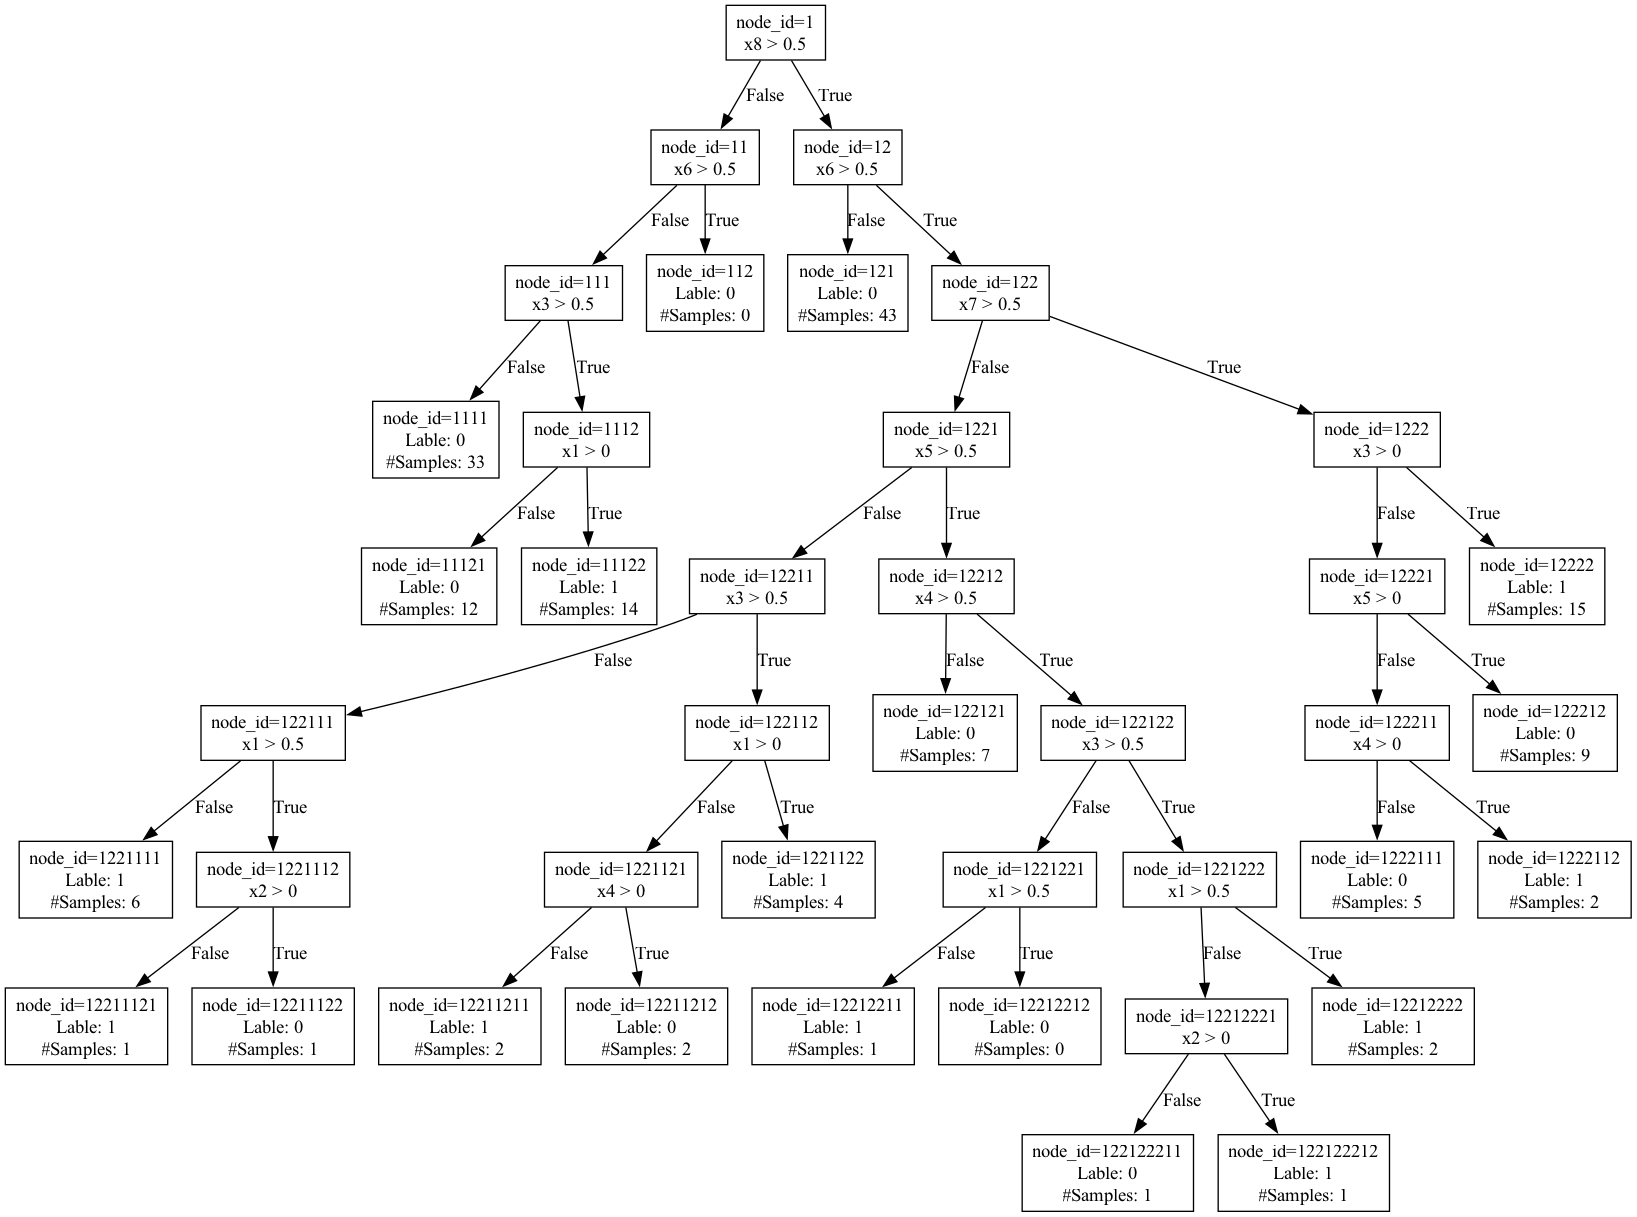 node_id=1
x8 > 0.5
False
True
node_id=11
x6 > 0.5
node_id=12
x6 > 0.5
False
True
False
True
node_id=111
x3 > 0.5
node_id=112
Lable: 0
#Samples: 0
node_id=121
Lable: 0
#Samples: 43
node_id=122
x7 > 0.5
False
True
False
True
node_id=1111
Lable: 0
#Samples: 33
node_id=1112
x1 > 0
node_id=1221
x5 > 0.5
node_id=1222
x3 > 0
False
True
False
True
False
True
node_id=11121
Lable: 0
#Samples: 12
node_id=11122
Lable: 1
#Samples: 14
node_id=12211
x3 > 0.5
node_id=12212
x4 > 0.5
node_id=12221
x5 > 0
node_id=12222
Lable: 1
#Samples: 15
False
True
False
True
False
True
node_id=122111
x1 > 0.5
node_id=122112
x1 > 0
node_id=122121
Lable: 0
#Samples: 7
node_id=122122
x3 > 0.5
node_id=122211
x4 > 0
node_id=122212
Lable: 0
#Samples: 9
False
True
False
True
False
True
False
True
node_id=1221111
Lable: 1
#Samples: 6
node_id=1221112
x2 > 0
node_id=1221121
x4 > 0
node_id=1221122
Lable: 1
#Samples: 4
node_id=1221221
x1 > 0.5
node_id=1221222
x1 > 0.5
node_id=1222111
Lable: 0
#Samples: 5
node_id=1222112
Lable: 1
#Samples: 2
False
True
False
True
False
True
False
True
node_id=12211121
Lable: 1
#Samples: 1
node_id=12211122
Lable: 0
#Samples: 1
node_id=12211211
Lable: 1
#Samples: 2
node_id=12211212
Lable: 0
#Samples: 2
node_id=12212211
Lable: 1
#Samples: 1
node_id=12212212
Lable: 0
#Samples: 0
node_id=12212221
x2 > 0
node_id=12212222
Lable: 1
#Samples: 2
False
True
node_id=122122211
Lable: 0
#Samples: 1
node_id=122122212
Lable: 1
#Samples: 1